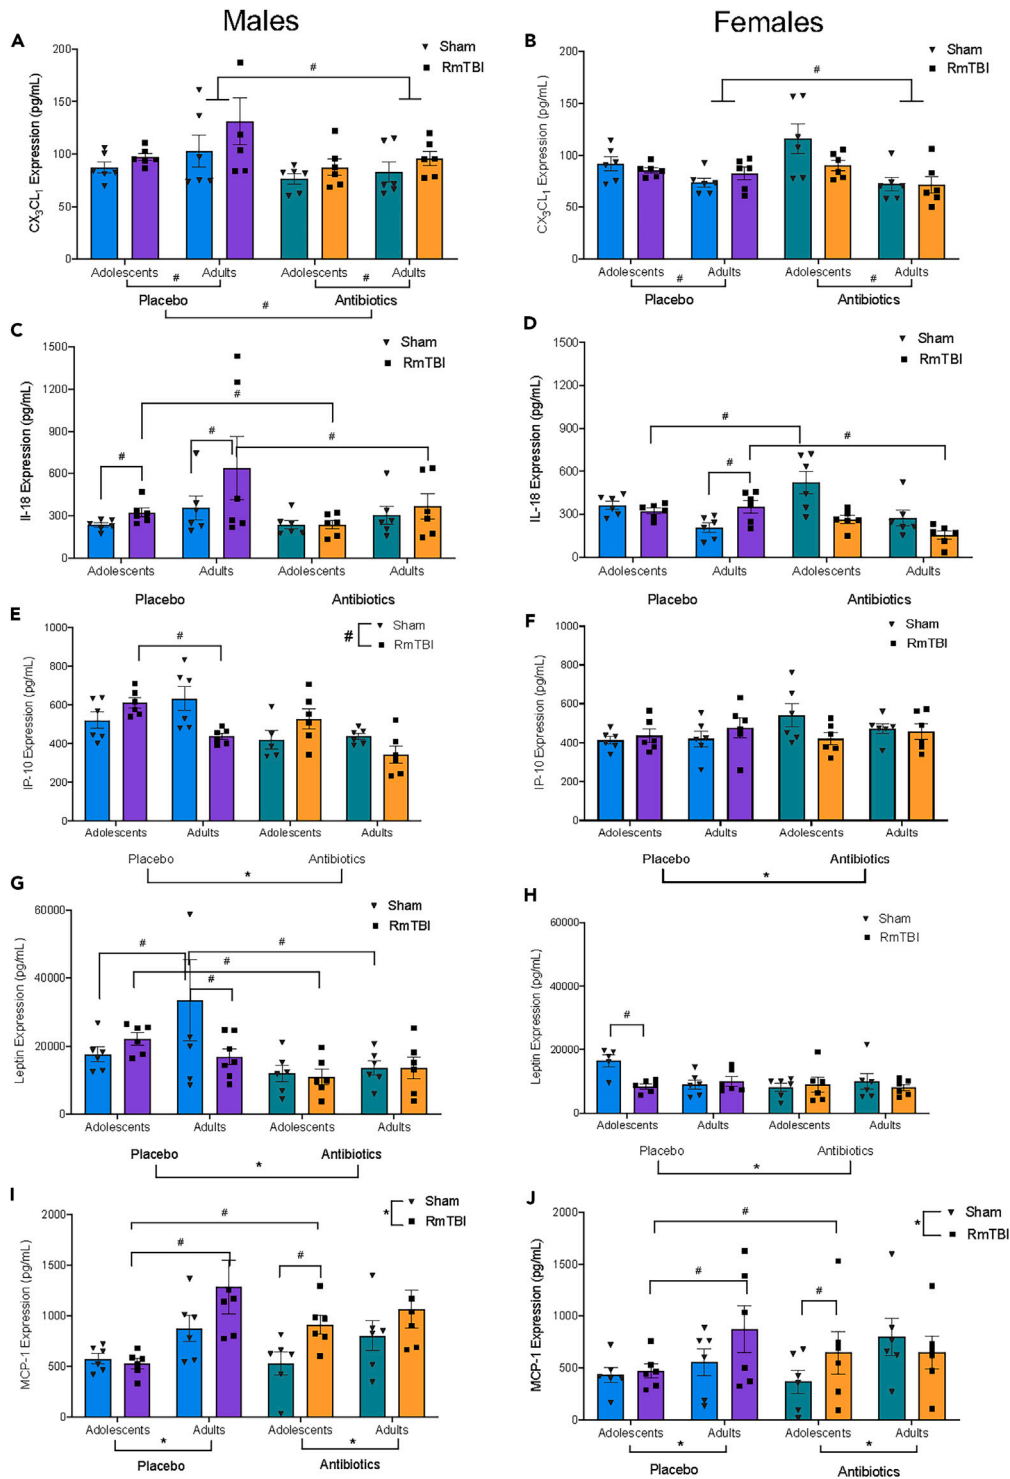 Males
Females
A
Sham
RmTBI
CX3CL1 Expression (pg/mL)
200
150
100
50
0
#
Adolescents
Adults
Adolescents
Adults
#
#
Placebo
Antibiotics
#
B
Sham
RmTBI
CX3CL1 Expression (pg/mL)
200
150
100
50
0
#
Adolescents
Adults
Adolescents
Adults
#
#
Placebo
Antibiotics
C
Sham
RmTBI
Il-18 Expression (pg/mL)
1500
1200
900
600
300
0
#
#
#
#
Adolescents
Adults
Adolescents
Adults
Placebo
Antibiotics
D
Sham
RmTBI
IL-18 Expression (pg/mL)
1500
1200
900
600
300
0
#
#
#
Adolescents
Adults
Adolescents
Adults
Placebo
Antibiotics
E
Sham
#
RmTBI
IP-10 Expression (pg/mL)
1000
800
600
400
200
0
#
Adolescents
Adults
Adolescents
Adults
Placebo
Antibiotics
*
F
Sham
RmTBI
IP-10 Expression (pg/mL)
1000
800
600
400
200
0
Adolescents
Adults
Adolescents
Adults
Placebo
Antibiotics
*
G
Sham
RmTBI
Leptin Expression (pg/mL)
60000
40000
20000
0
#
#
#
#
Adolescents
Adults
Adolescents
Adults
Placebo
Antibiotics
*
H
Sham
RmTBI
Leptin Expression (pg/mL)
60000
40000
20000
0
#
Adolescents
Adults
Adolescents
Adults
Placebo
Antibiotics
*
I
Sham
*
RmTBI
MCP-1 Expression (pg/mL)
2000
1500
1000
500
0
#
#
#
Adolescents
Adults
Adolescents
Adults
*
*
Placebo
Antibiotics
J
Sham
*
RmTBI
MCP-1 Expression (pg/mL)
2000
1500
1000
500
0
#
#
#
Adolescents
Adults
Adolescents
Adults
*
*
Placebo
Antibiotics